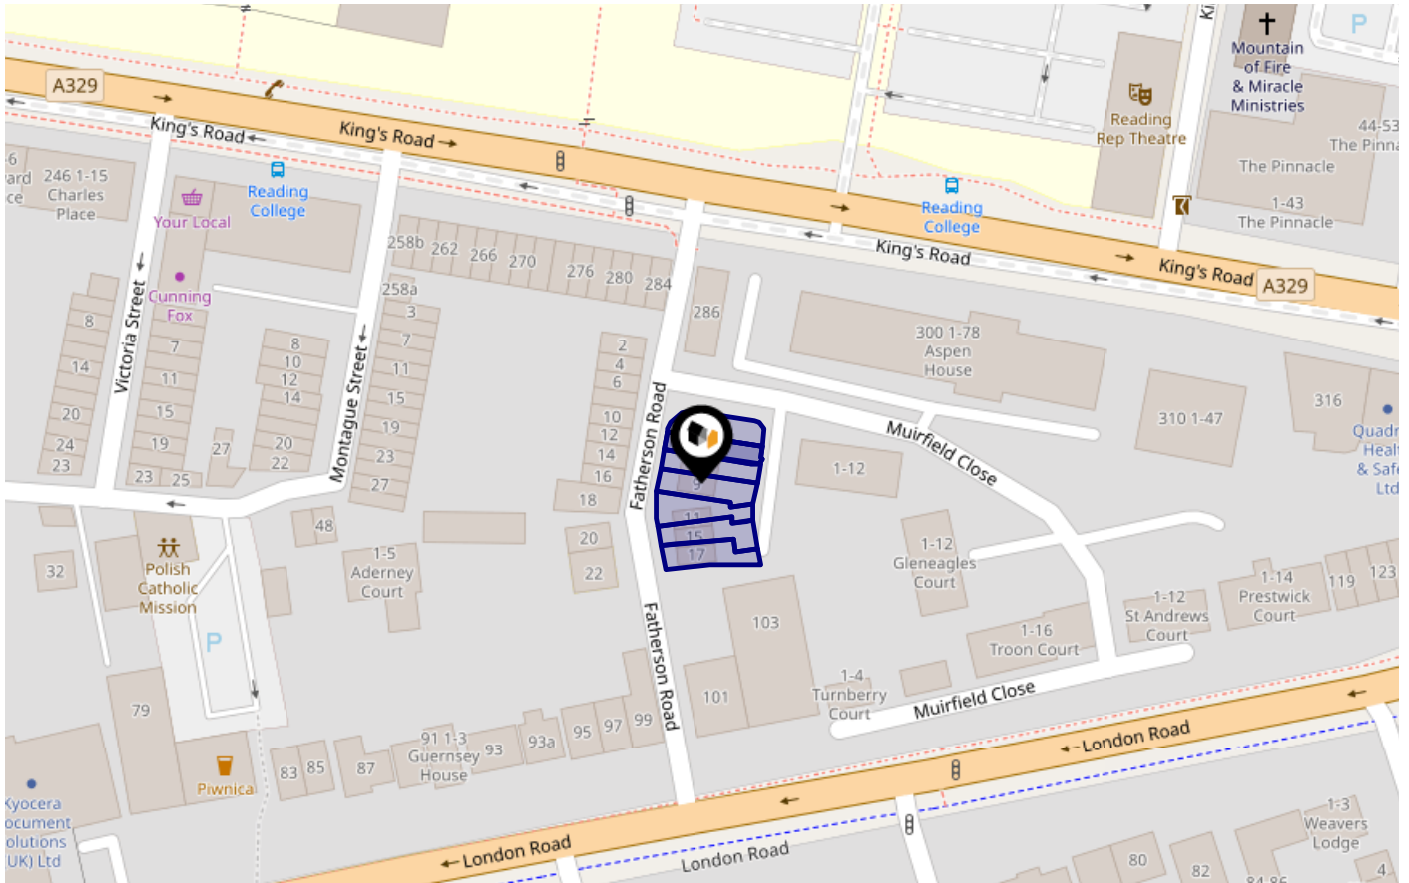 A329
King's Road
King's Road
Mountain
of Fire
& Miracle
Ministries
P
Reading
Rep Theatre
44-53
The Pinnacle
1-43
The Pinnacle
246 1-15
Charles
Place
Your Local
Reading
College
Reading
College
King's Road
King's Road
A329
258b
262
266
270
276
280
284
258a
286
Cunning
Fox
Victoria Street
Montague Street
8
14
20
24
23
7
11
15
19
23
25
27
8
10
12
14
20
22
3
7
11
15
19
23
27
2
4
6
10
12
14
16
18
20
22
Fatherson Road
9
11
15
17
300 1-78
Aspen
House
310 1-47
316
Muirfield Close
1-12
48
1-5
Aderney
Court
32
Polish
Catholic
Mission
P
1-12
Gleneagles
Court
1-12
St Andrews
Court
1-14
Prestwick
Court
119
123
1-16
Troon Court
1-4
Turnberry
Court
Muirfield Close
103
101
Fatherson Road
79
Piwnica
83
85
87
91 1-3
Guernsey
House
93
93a
95
97
99
London Road
London Road
London Road
Kyocera
80
82
1-3
Weavers
Lodge
4